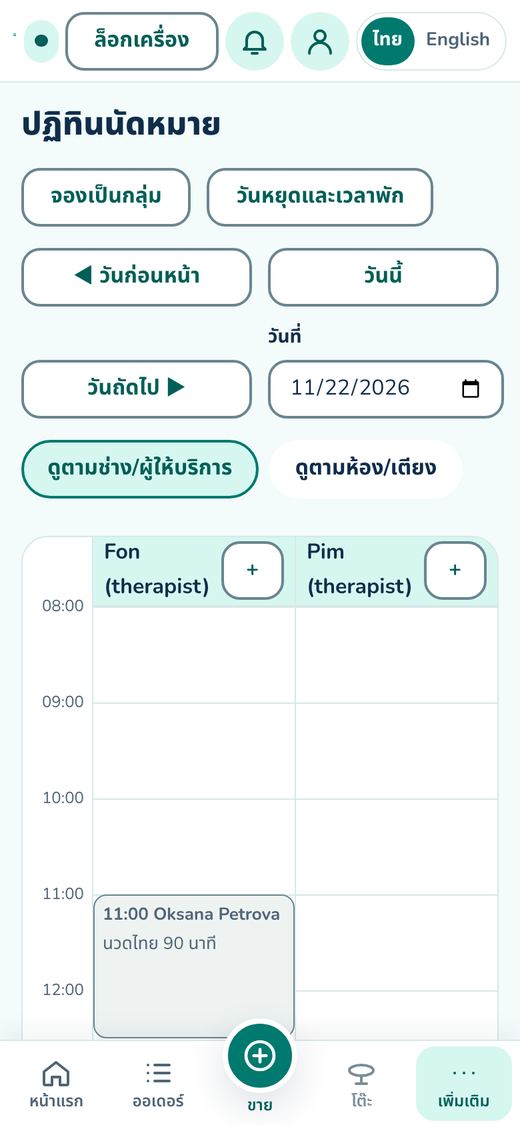 ล็อกเครื่อง
ไทย English
ปฏิทินนัดหมาย
จองเป็นกลุ่ม วันหยุดและเวลาพัก
◀ วันก่อนหน้า วันนี้
วันที่
วันถัดไป ▶ 11/22/2026
ดูตามช่าง/ผู้ให้บริการ ดูตามห้อง/เตียง
Fon (therapist) + Pim (therapist) +
08:00
09:00
10:00
11:00
11:00 Oksana Petrova
นวดไทย 90 นาที
12:00
หน้าแรก ออเดอร์ ขาย โต๊ะ เพิ่มเติม